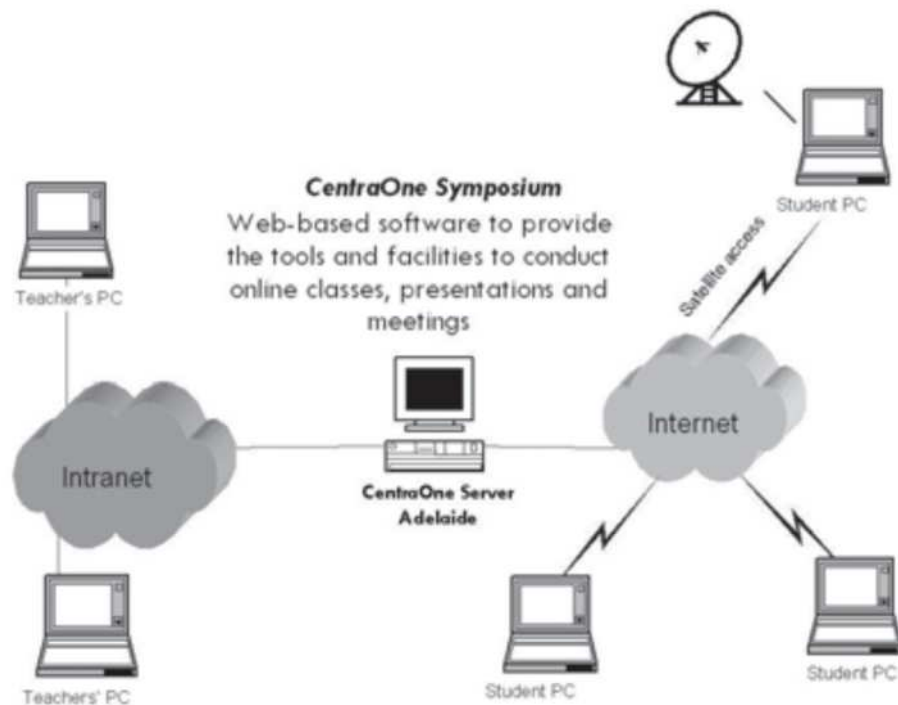 CentraOne Symposium
Web-based software to provide
the tools and facilities to conduct
online classes, presentations and
meetings
Student PC
Satellite access
Teacher's PC
Intranet
Internet
CentraOne Server
Adelaide
Teachers' PC
Student PC
Student PC